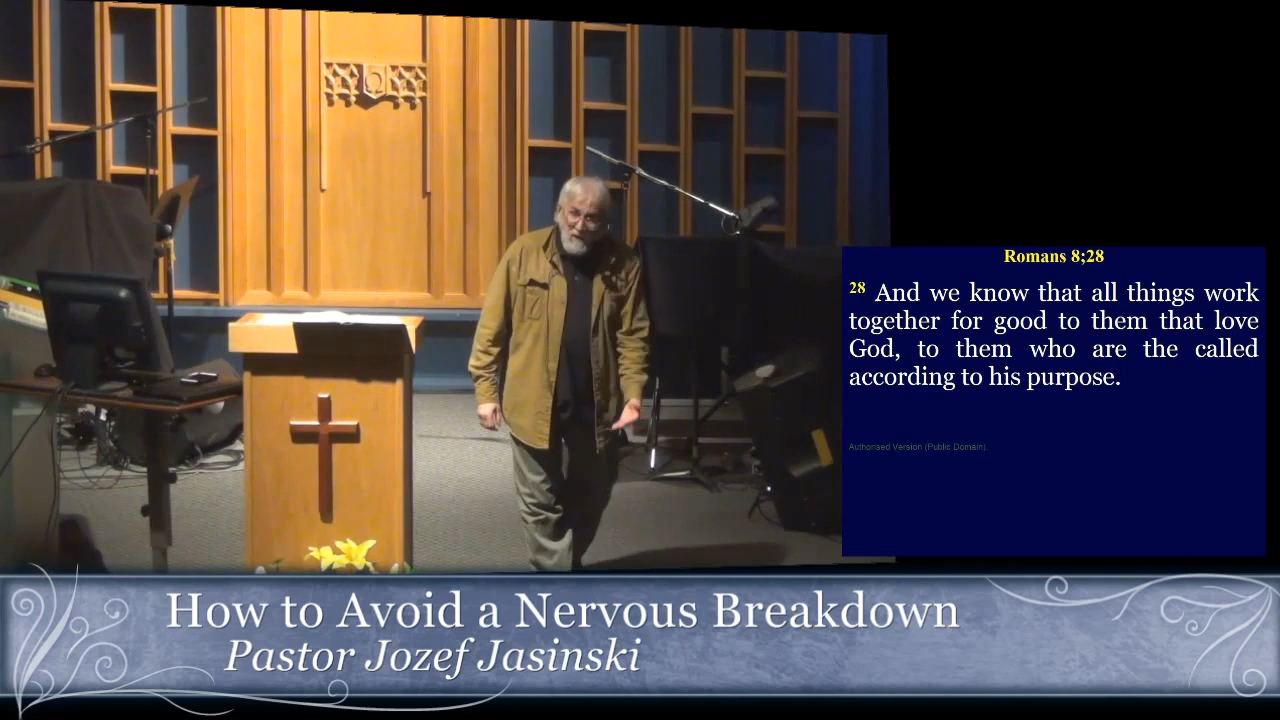 Romans 8;28
28 And we know that all things work
together for good to them that love
God, to them who are the called
according to his purpose.
Authorised Version (Public Domain)
How to Avoid a Nervous Breakdown
Pastor Jozef Jasinski